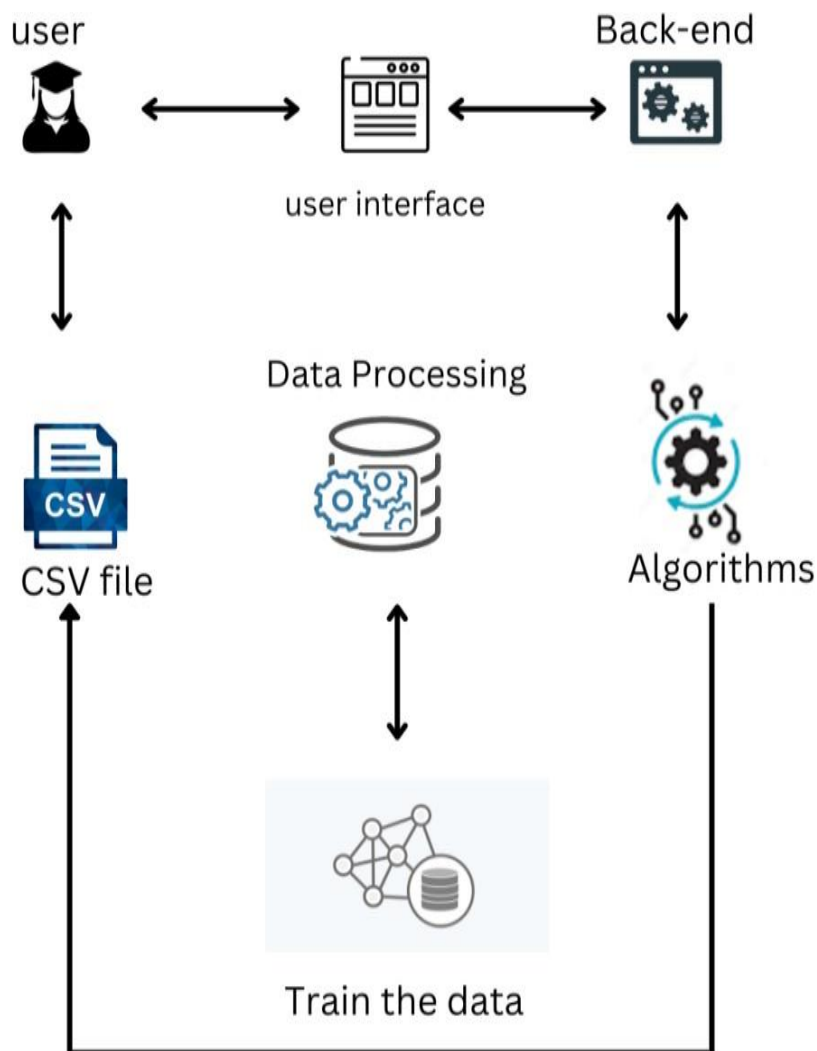 user
Back-end
user interface
Data Processing
CSV
CSV file
Algorithms
Train the data